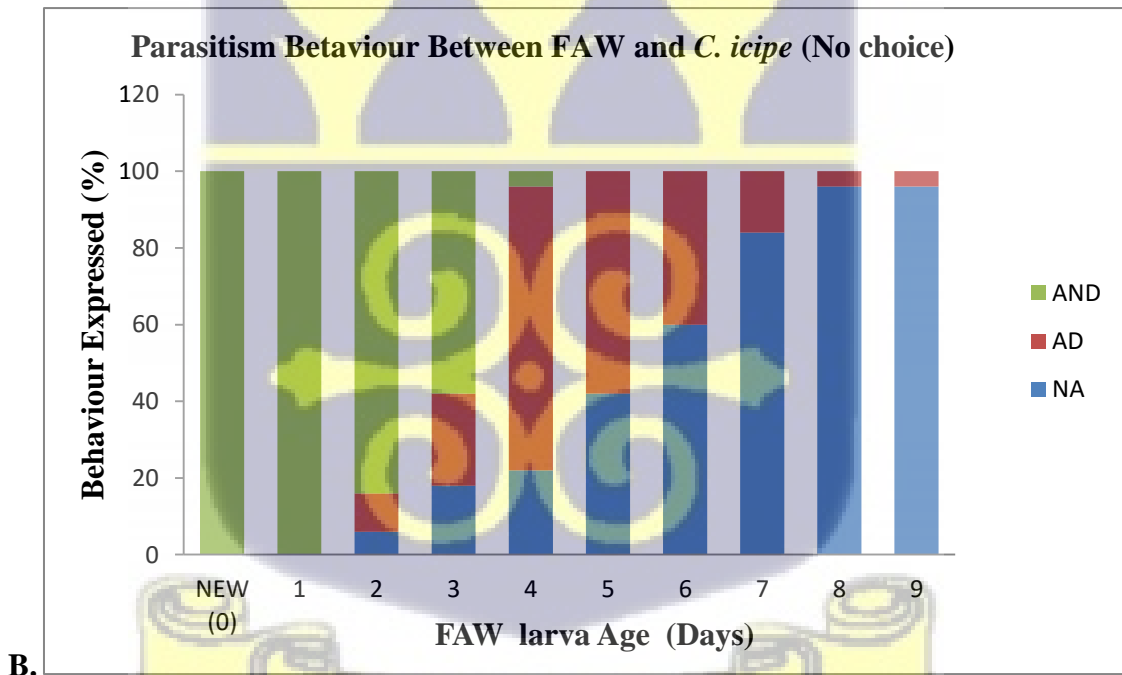 Parasitism Betaviour Between FAW and C. icipe (No choice)
120
100
80
60
40
20
0
Behaviour Expressed (%)
NEW (0) 1 2 3 4 5 6 7 8 9
FAW larva Age (Days)
AND
AD
NA
B.